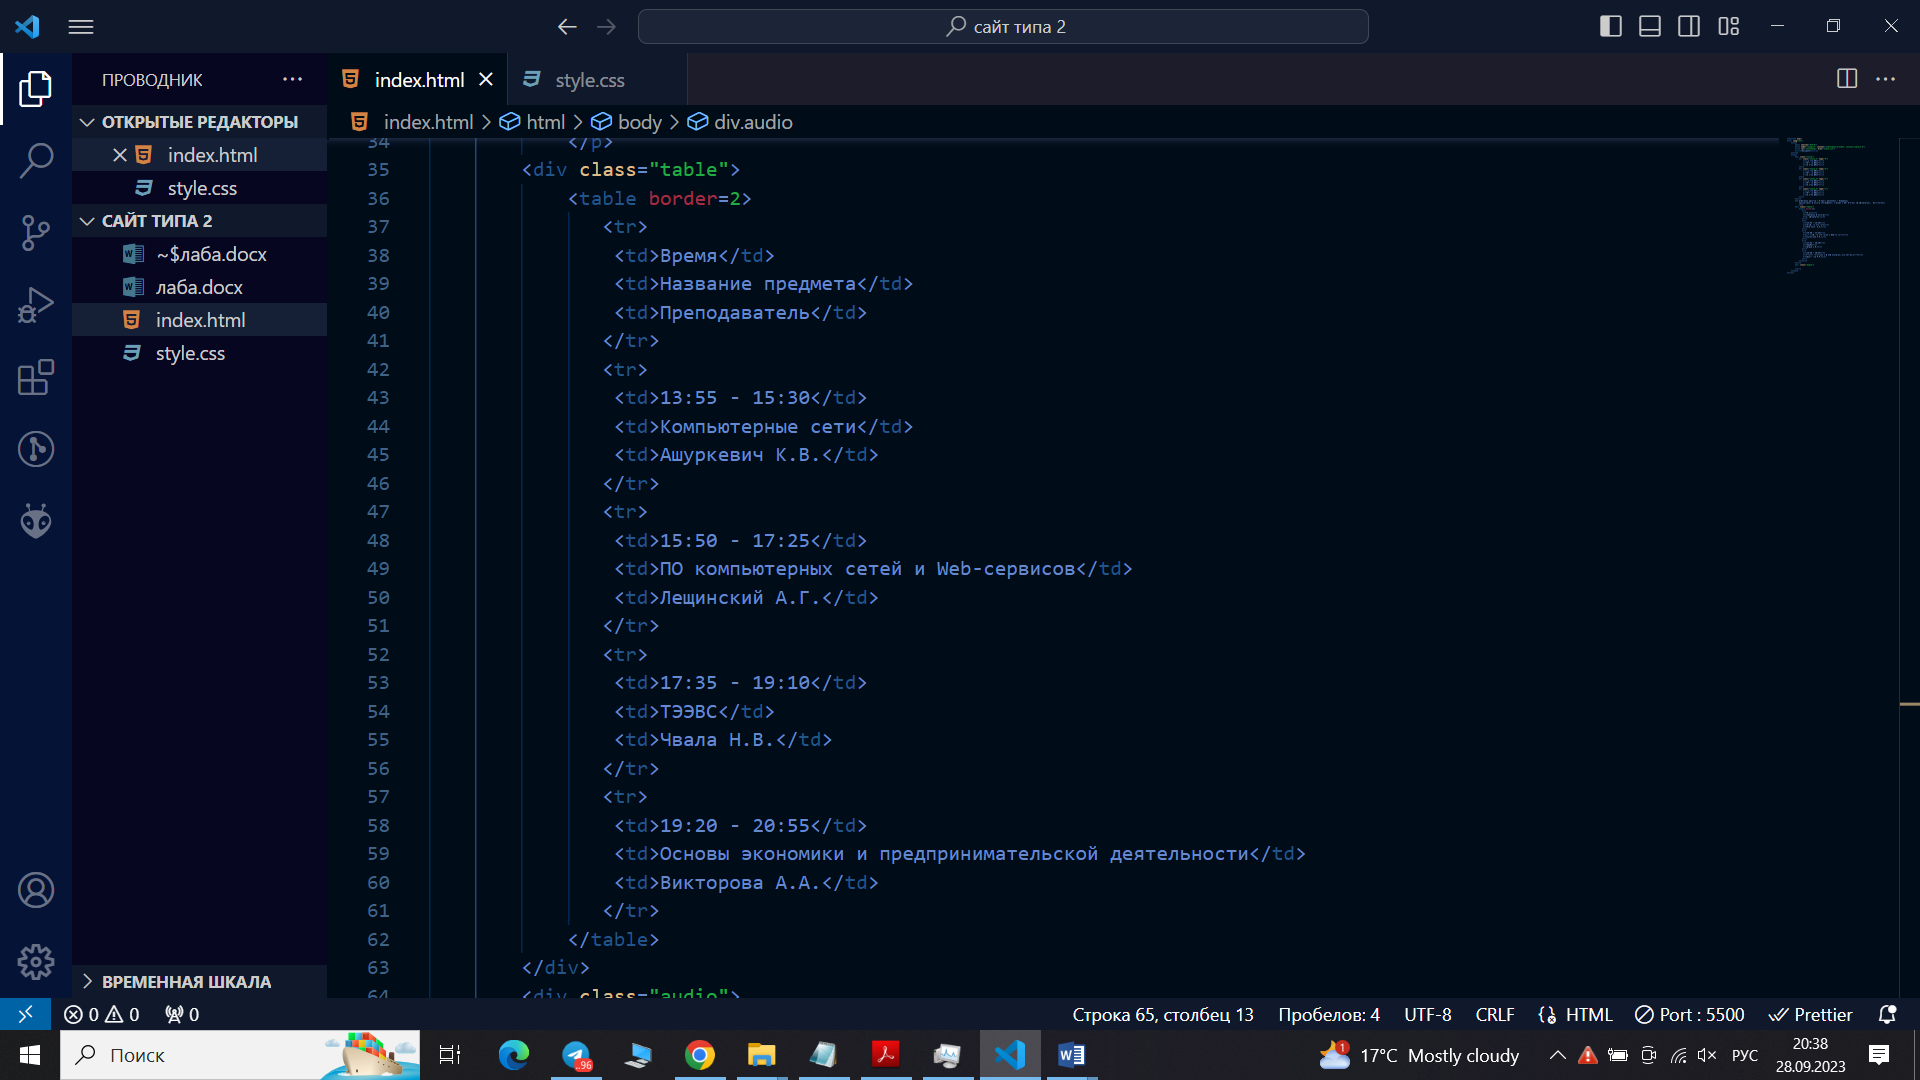 сайт типа 2
ПРОВОДНИК
index.html
style.css
index.html > html > body > div.audio
ОТКРЫТЫЕ РЕДАКТОРЫ
index.html
style.css
САЙТ ТИПА 2
~$лаба.docx
лаба.docx
index.html
style.css
ВРЕМЕННАЯ ШКАЛА
34 </p>
35 <div class="table">
36 <table border=2>
37 <tr>
38 <td>Время</td>
39 <td>Название предмета</td>
40 <td>Преподаватель</td>
41 </tr>
42 <tr>
43 <td>13:55 - 15:30</td>
44 <td>Компьютерные сети</td>
45 <td>Ашуркевич К.В.</td>
46 </tr>
47 <tr>
48 <td>15:50 - 17:25</td>
49 <td>ПО компьютерных сетей и Web-сервисов</td>
50 <td>Лещинский А.Г.</td>
51 </tr>
52 <tr>
53 <td>17:35 - 19:10</td>
54 <td>ТЭЭВС</td>
55 <td>Чвала Н.В.</td>
56 </tr>
57 <tr>
58 <td>19:20 - 20:55</td>
59 <td>Основы экономики и предпринимательской деятельности</td>
60 <td>Викторова А.А.</td>
61 </tr>
62 </table>
63 </div>
64 <div class="audio">
0 0 0
Строка 65, столбец 13 Пробелов: 4 UTF-8 CRLF HTML Port : 5500 Prettier
Поиск
..96
1
17°C Mostly cloudy
РУС
20:38
28.09.2023